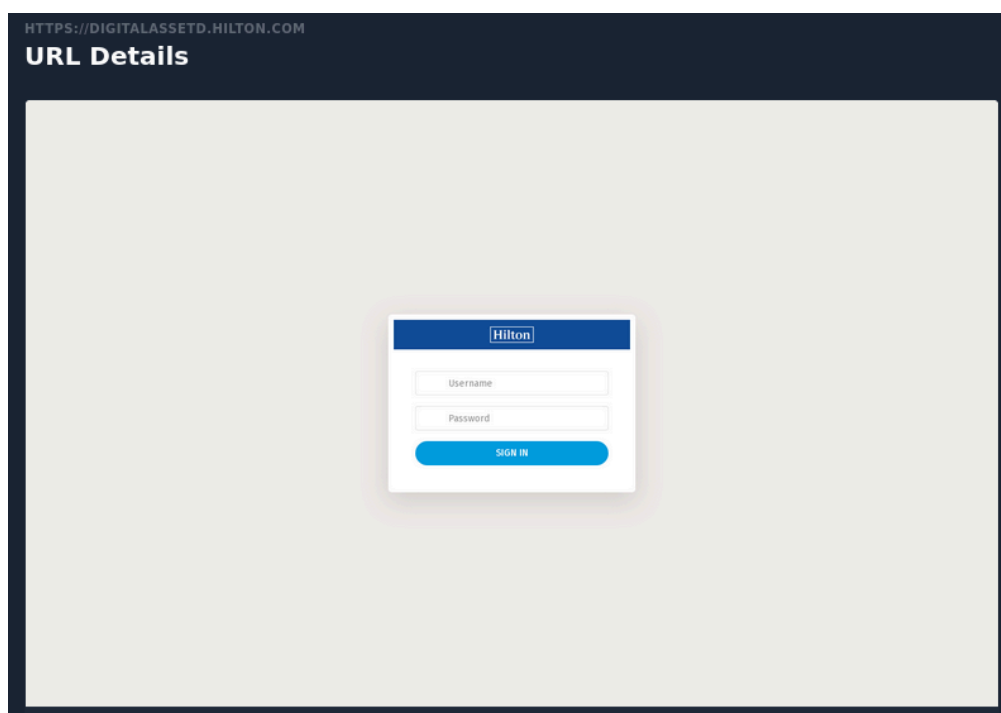 HTTPS://DIGITALASSETD.HILTON.COM
URL Details
Hilton
Username
Password
SIGN IN